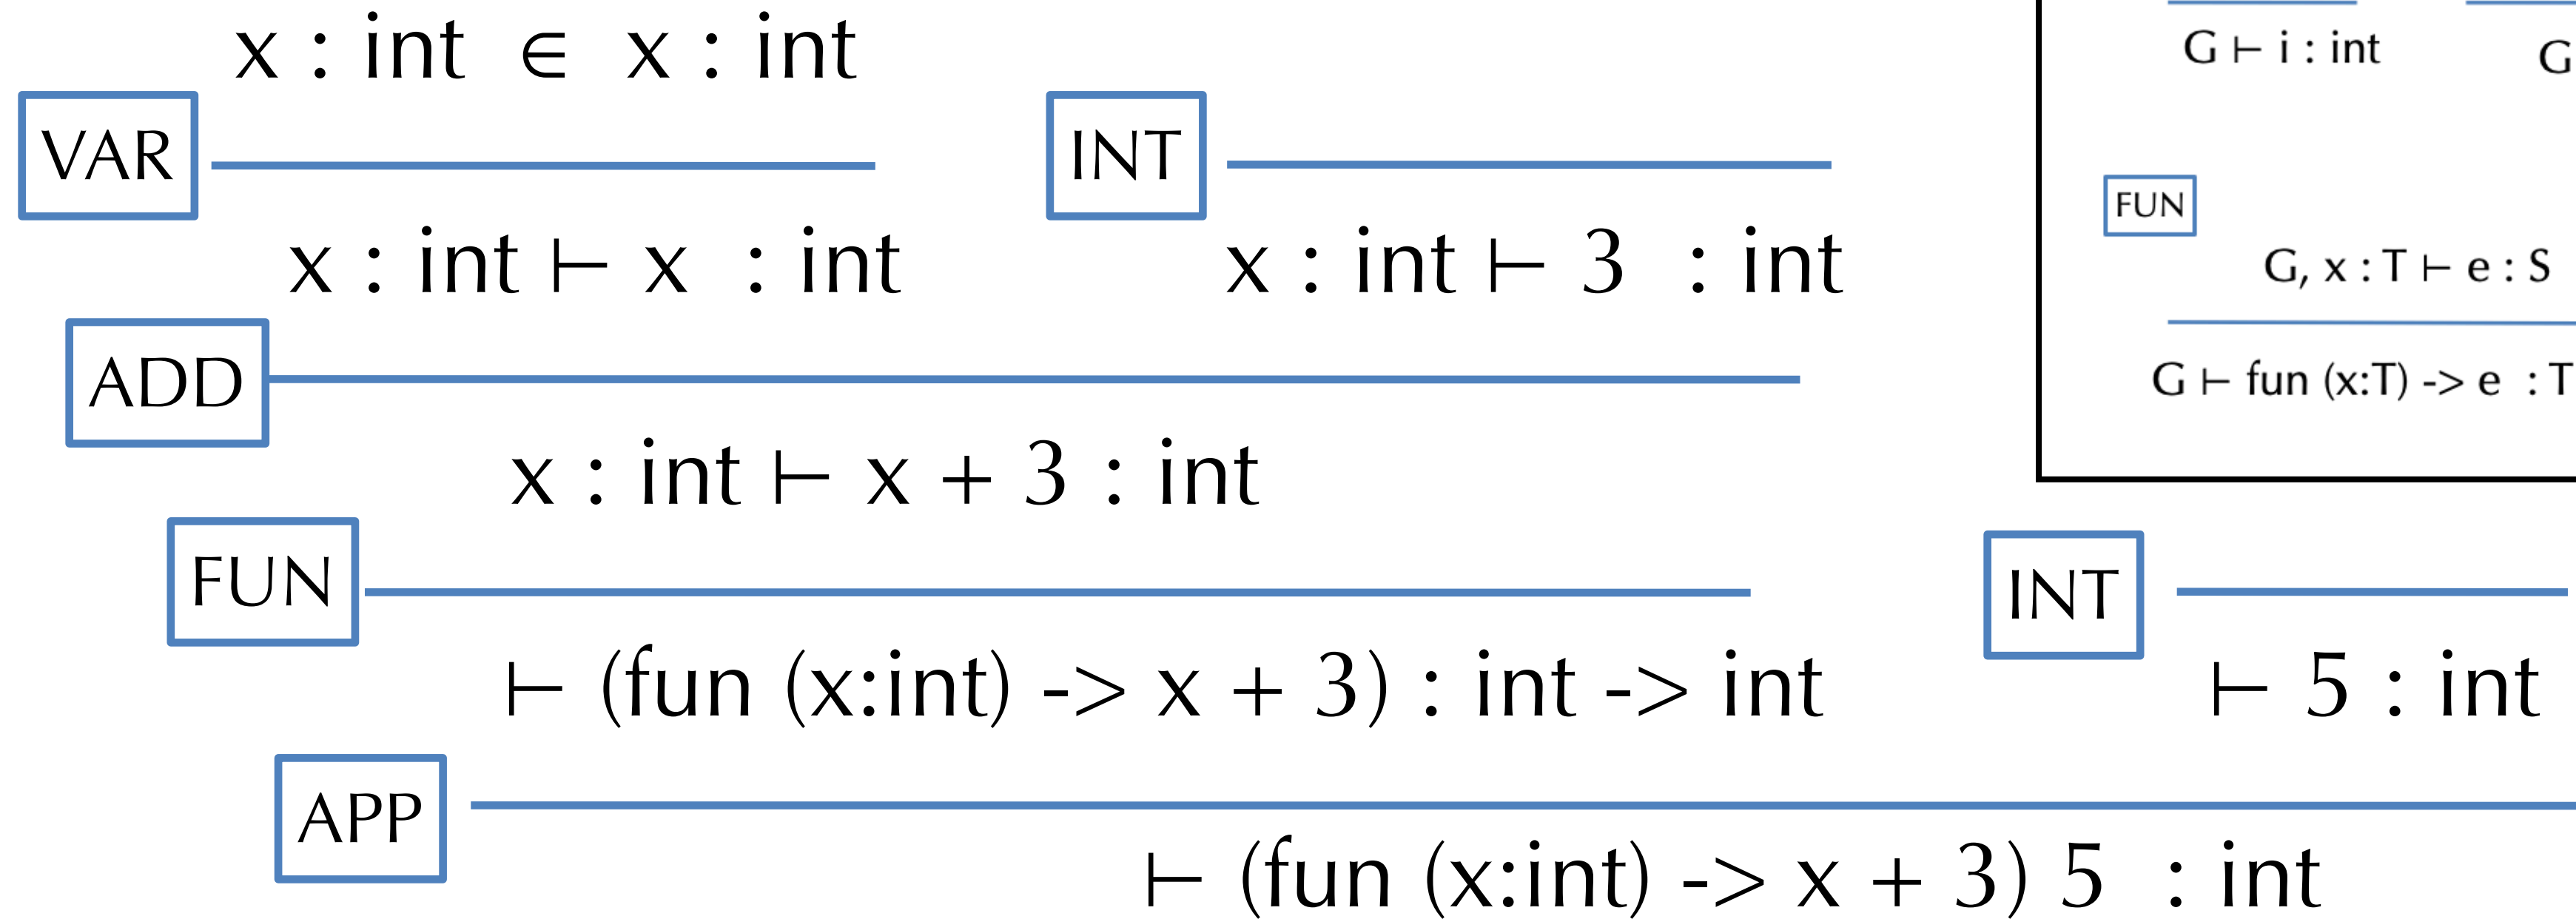 x : int ∈ x : int
VAR
INT
x : int ⊢ x : int
x : int ⊢ 3 : int
ADD
x : int ⊢ x + 3 : int
FUN
⊢ (fun (x:int) -> x + 3) : int -> int
INT
⊢ 5 : int
APP
⊢ (fun (x:int) -> x + 3) 5 : int
G ⊢ i : int
G
FUN
G, x : T ⊢ e : S
G ⊢ fun (x:T) -> e : T